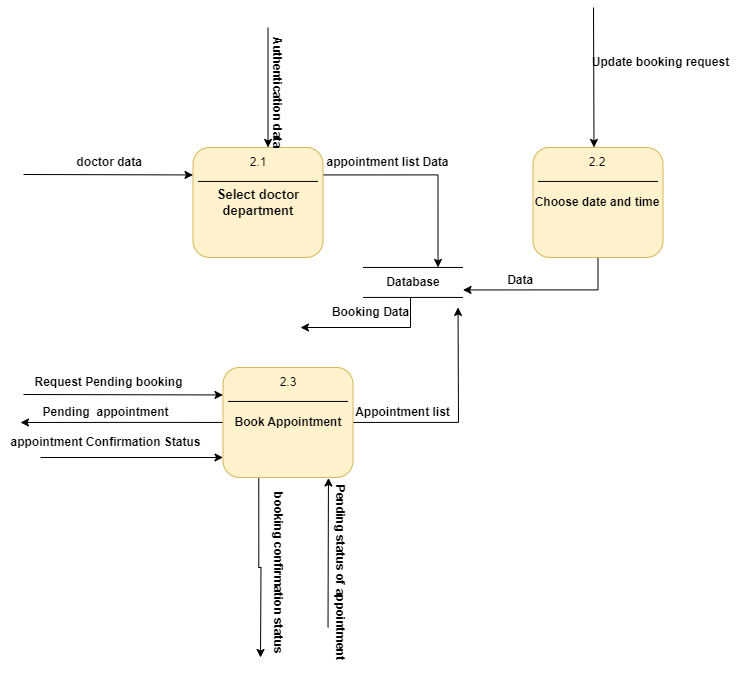 Authentication data
Update booking request
doctor data
2.1
appointment list Data
2.2
Select doctor
department
Choose date and time
Database
Data
Booking Data
Request Pending booking
2.3
Pending  appointment
Book Appointment
Appointment list
appointment Confirmation Status
booking confirmation status
Pending status of appointment